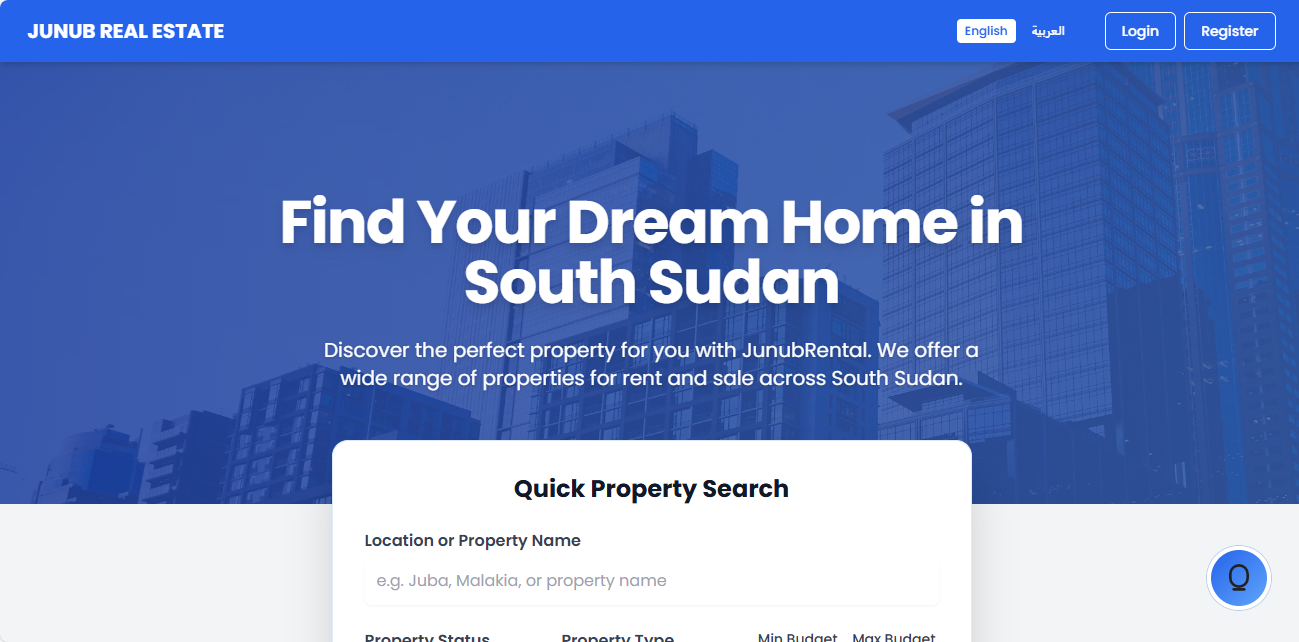 JUNUB REAL ESTATE
English
العربية
Login
Register
Find Your Dream Home in
South Sudan
Discover the perfect property for you with JunubRental. We offer a
wide range of properties for rent and sale across South Sudan.
Quick Property Search
Location or Property Name
e.g. Juba, Malakia, or property name
Property Status
Property Type
Min Budget
Max Budget